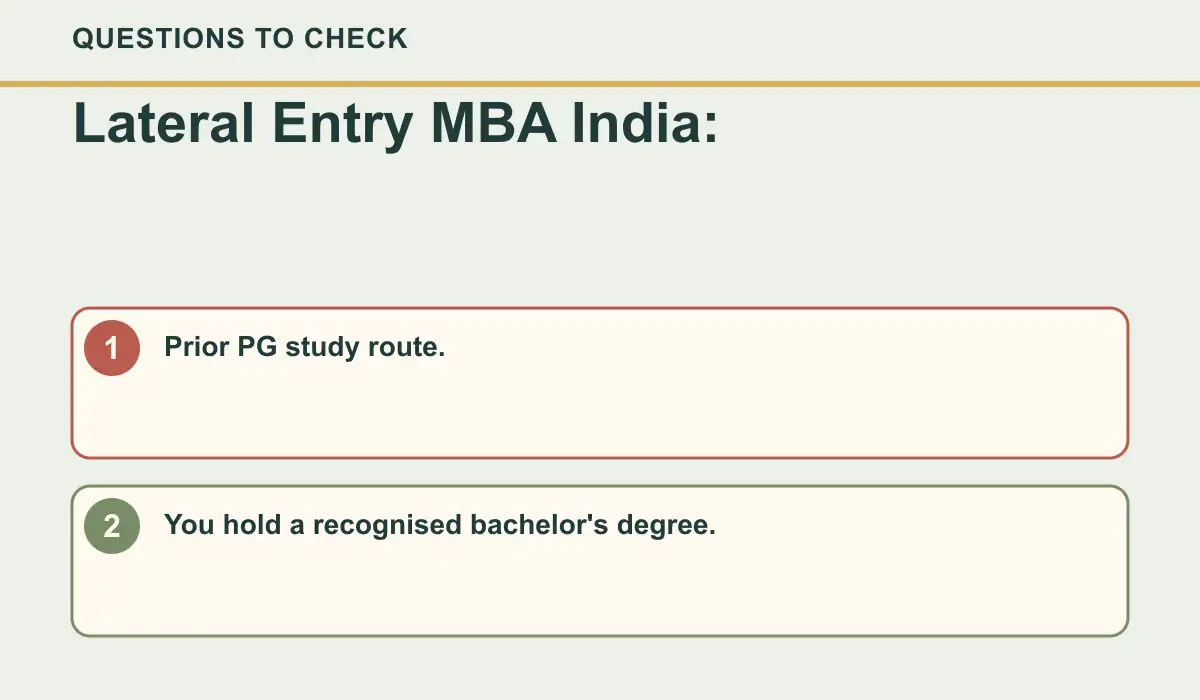 QUESTIONS TO CHECK
Lateral Entry MBA India:
1 Prior PG study route.
2 You hold a recognised bachelor's degree.